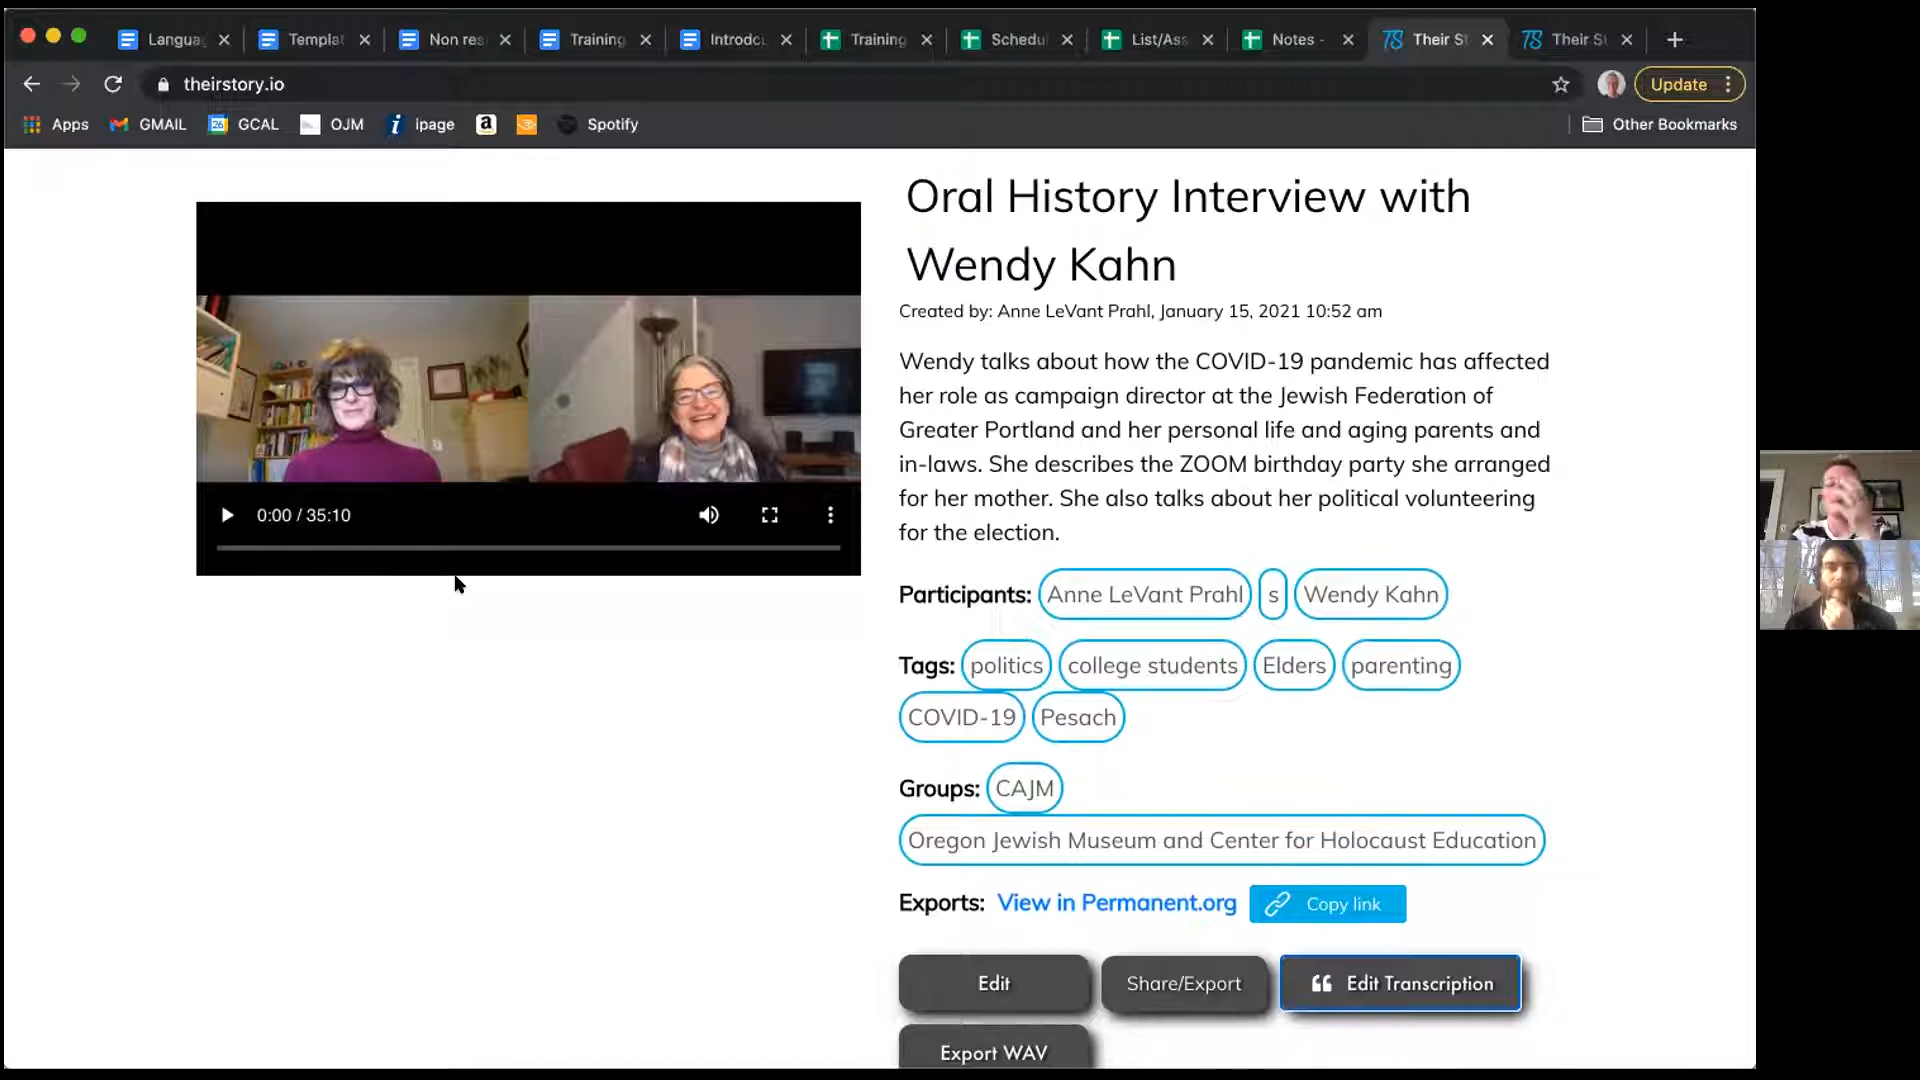 Langua
Templat
Non res
Training
Introdcu
Training
Schedul
List/Ass
Notes -
Their St
Their St
theirstory.io
Update
Apps
GMAIL
GCAL
OJM
ipage
Spotify
Other Bookmarks
Oral History Interview with
Wendy Kahn
Created by: Anne LeVant Prahl, January 15, 2021 10:52 am
Wendy talks about how the COVID-19 pandemic has affected
her role as campaign director at the Jewish Federation of
Greater Portland and her personal life and aging parents and
in-laws. She describes the ZOOM birthday party she arranged
for her mother. She also talks about her political volunteering
for the election.
0:00 / 35:10
Participants: Anne LeVant Prahl s Wendy Kahn
Tags: politics college students Elders parenting
COVID-19 Pesach
Groups: CAJM
Oregon Jewish Museum and Center for Holocaust Education
Exports: View in Permanent.org Copy link
Edit Share/Export Edit Transcription
Export WAV